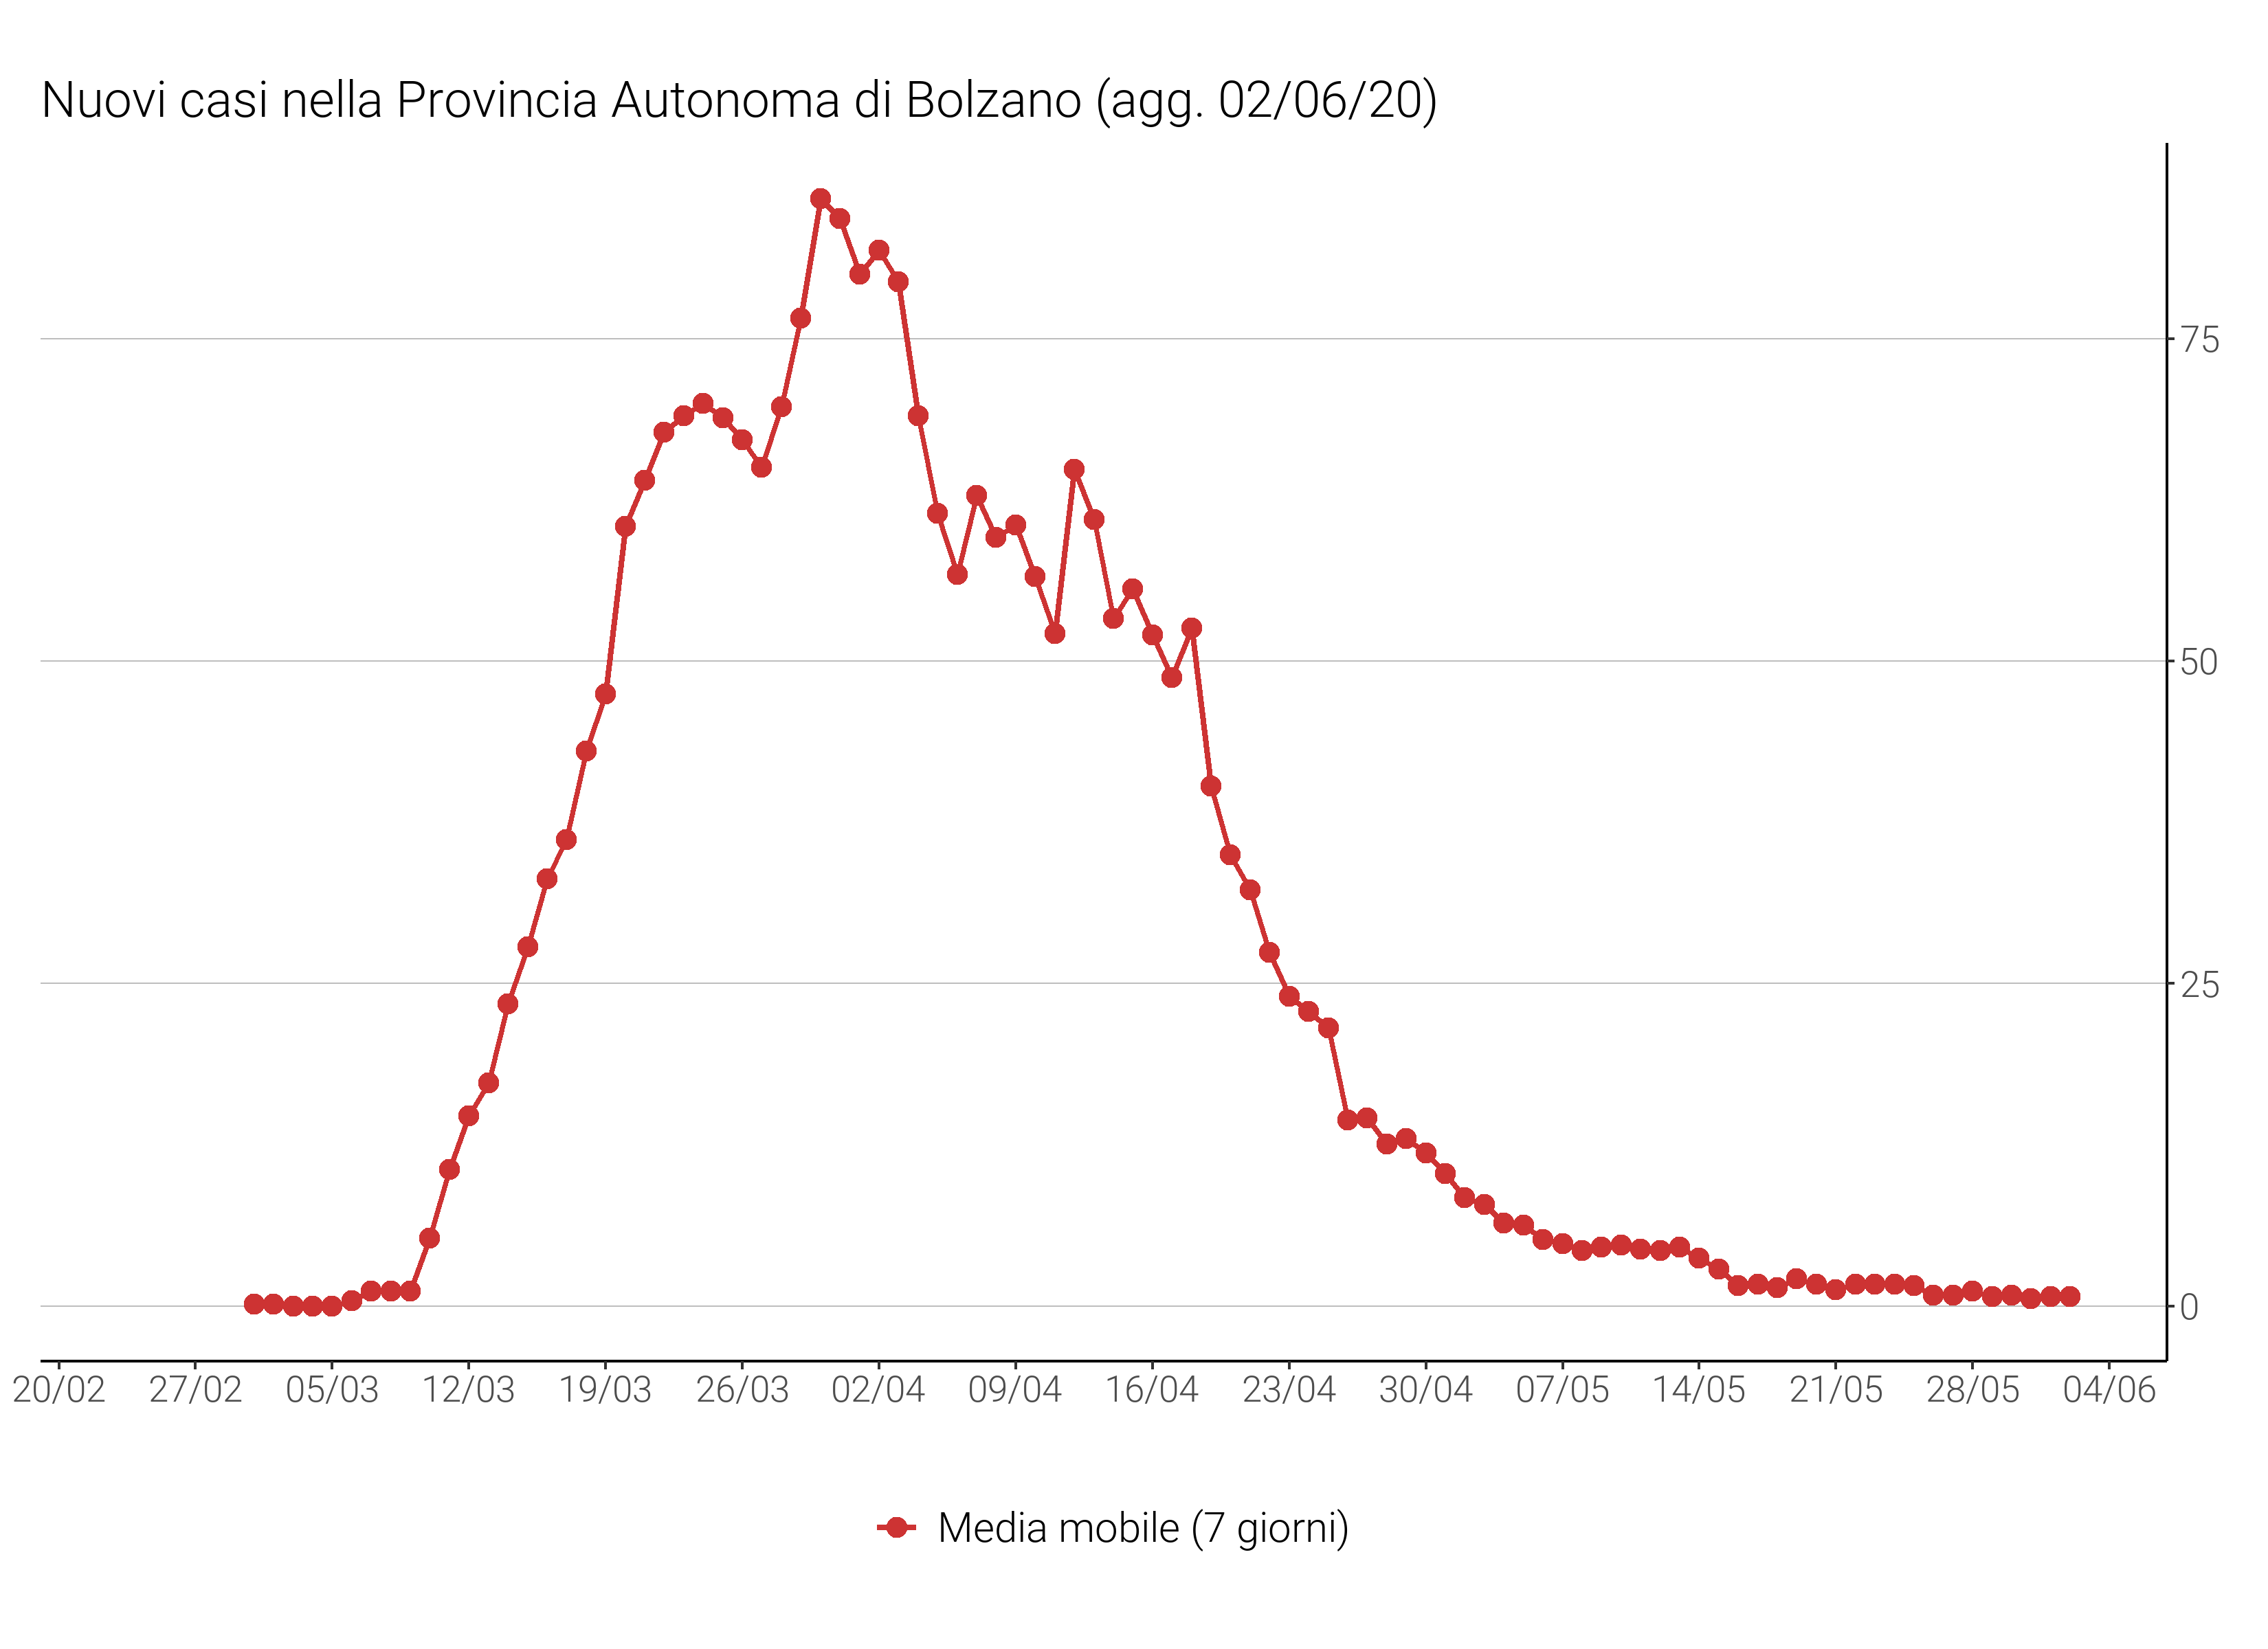 Nuovi casi nella Provincia Autonoma di Bolzano (agg. 02/06/20)
75
50
25
0
20/02 27/02 05/03 12/03 19/03 26/03 02/04 09/04 16/04 23/04 30/04 07/05 14/05 21/05 28/05 04/06
Media mobile (7 giorni)